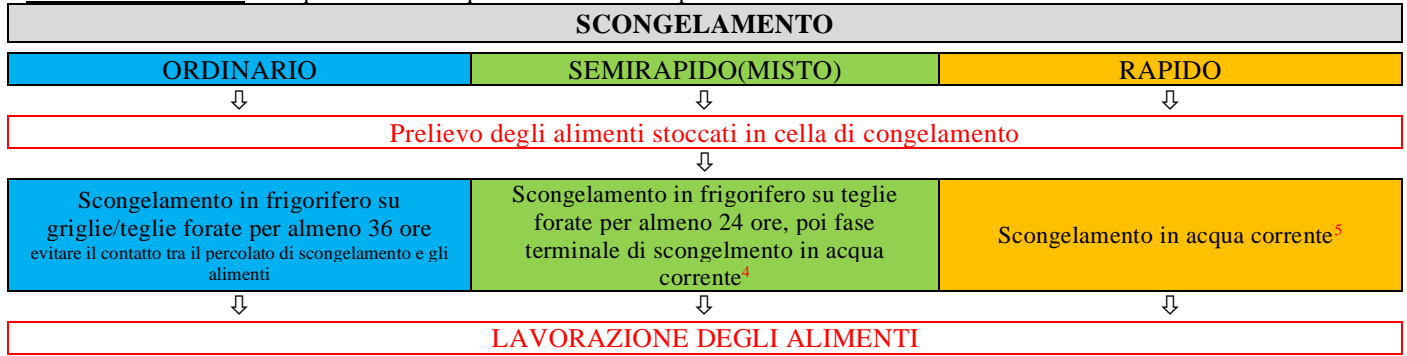 SCONGELAMENTO
ORDINARIO SEMIRAPIDO(MISTO) RAPIDO
⇩ ⇩ ⇩
Prelievo degli alimenti stoccati in cella di congelamento
⇩
Scongelamento in frigorifero su
griglie/teglie forate per almeno 36 ore
evitare il contatto tra il percolato di scongelamento e gli
alimenti
Scongelamento in frigorifero su teglie
forate per almeno 24 ore, poi fase
terminale di scongelmento in acqua
corrente⁴
Scongelamento in acqua corrente⁵
⇩ ⇩ ⇩
LAVORAZIONE DEGLI ALIMENTI